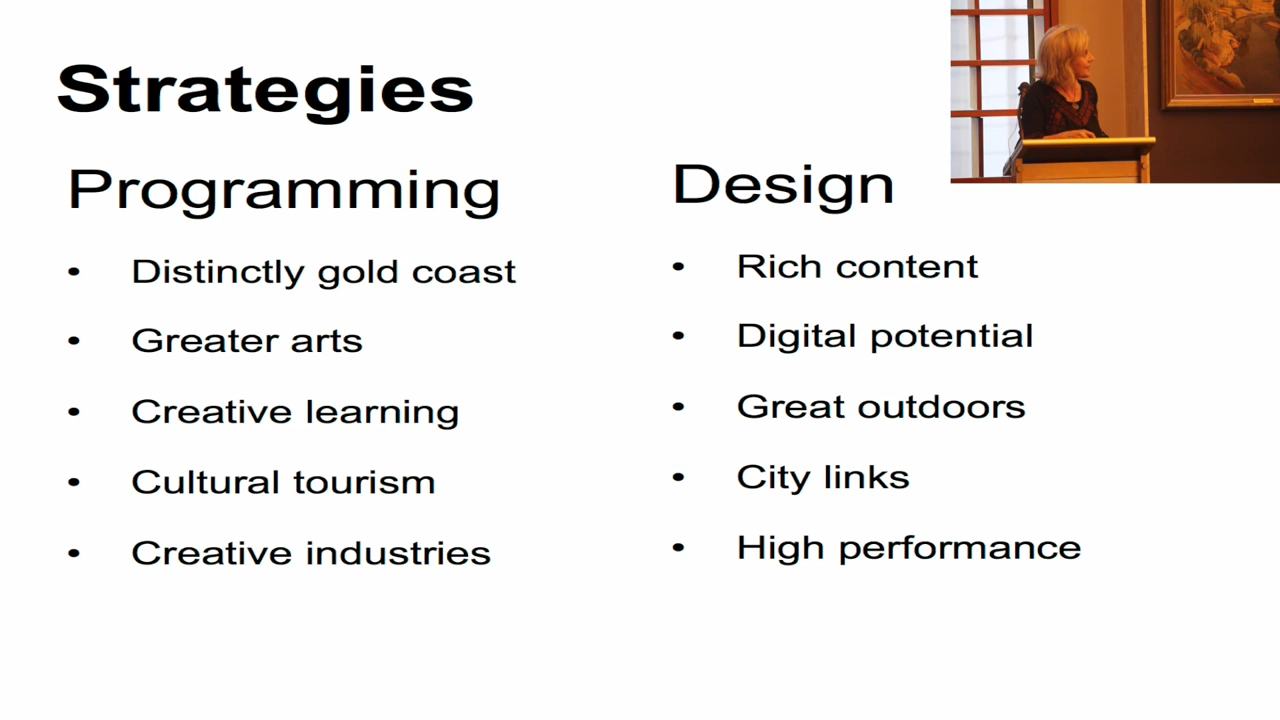 Strategies
Programming
• Distinctly gold coast
• Greater arts
• Creative learning
• Cultural tourism
• Creative industries
Design
• Rich content
• Digital potential
• Great outdoors
• City links
• High performance